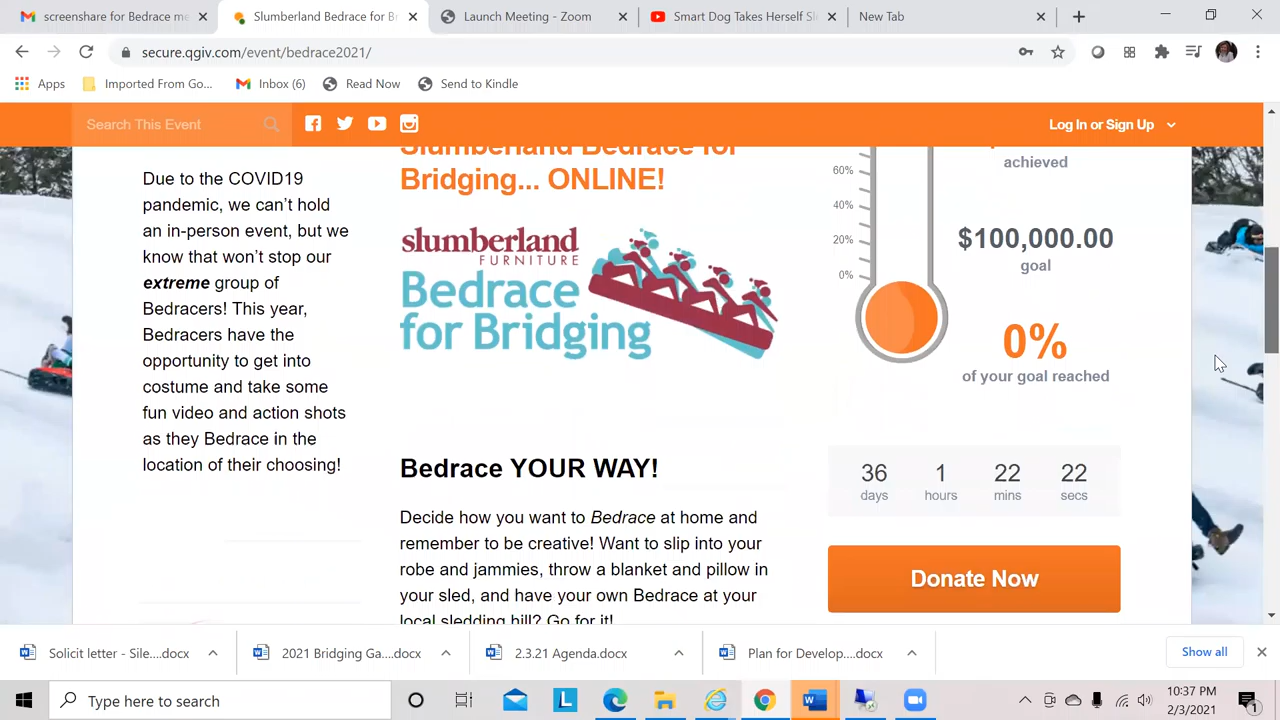 screenshare for Bedrace me
Slumberland Bedrace for B
Launch Meeting - Zoom
Smart Dog Takes Herself Sl
New Tab
secure.qgiv.com/event/bedrace2021/
Apps
Imported From Go...
Inbox (6)
Read Now
Send to Kindle
Search This Event
Log In or Sign Up
Due to the COVID19
pandemic, we can't hold
an in-person event, but we
know that won't stop our
extreme group of
Bedracers! This year,
Bedracers have the
opportunity to get into
costume and take some
fun video and action shots
as they Bedrace in the
location of their choosing!
Slumberland Bedrace for
Bridging... ONLINE!
slumberland
FURNITURE
Bedrace
for Bridging
Bedrace YOUR WAY!
Decide how you want to Bedrace at home and
remember to be creative! Want to slip into your
robe and jammies, throw a blanket and pillow in
your sled, and have your own Bedrace at your
local sledding hill? Go for it!
60%
40%
20%
0%
achieved
$100,000.00
goal
0%
of your goal reached
36 1 22 22
days hours mins secs
Donate Now
Solicit letter - Sile....docx
2021 Bridging Ga....docx
2.3.21 Agenda.docx
Plan for Develop....docx
Show all
Type here to search
10:37 PM
2/3/2021